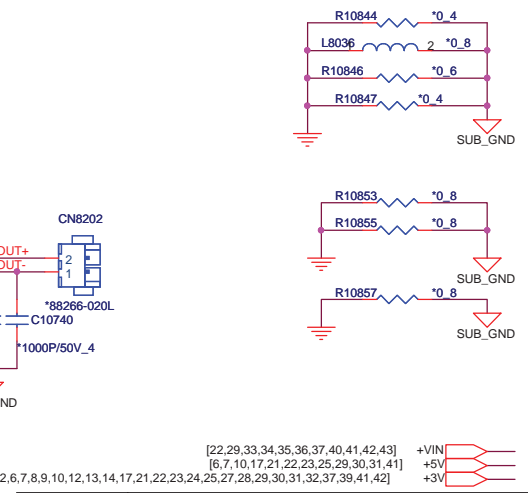 R10844 *0_4
L8036 2 *0_8
R10846 *0_6
R10847 *0_4
SUB_GND
R10853 *0_8
R10855 *0_8
SUB_GND
R10857 *0_8
SUB_GND
CN8202
OUT+
OUT-
2
1
*88266-020L
C10740
*1000P/50V_4
ND
[22,29,33,34,35,36,37,40,41,42,43] +VIN
[6,7,10,17,21,22,23,25,29,30,31,41] +5V
2,6,7,8,9,10,12,13,14,17,21,22,23,24,25,27,28,29,30,31,32,37,39,41,42] +3V